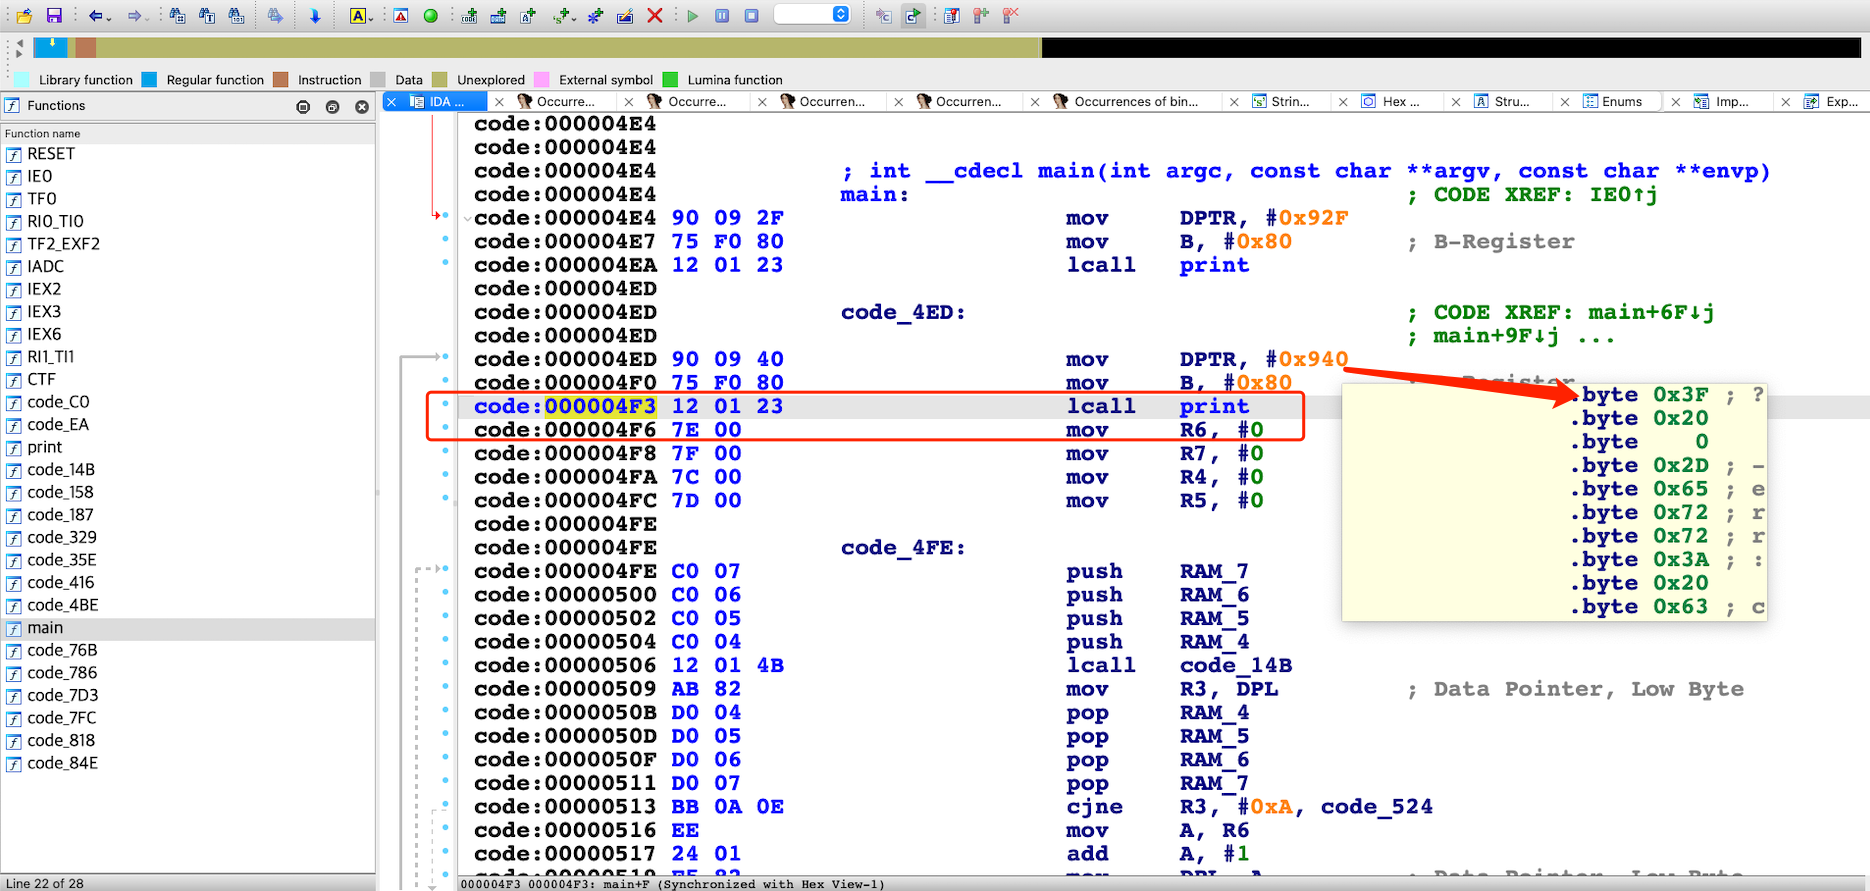 Library function Regular function Instruction Data Unexplored External symbol Lumina function
Functions
IDA ...
Occurre...
Occurre...
Occurren...
Occurren...
Occurrences of bin...
Strin...
Hex ...
Stru...
Enums
Imp...
Exp...
Function name
RESET
IE0
TF0
RI0_TI0
TF2_EXF2
IADC
IEX2
IEX3
IEX6
RI1_TI1
CTF
code_C0
code_EA
print
code_14B
code_158
code_187
code_329
code_35E
code_416
code_4BE
main
code_76B
code_786
code_7D3
code_7FC
code_818
code_84E
Line 22 of 28
code:000004E4
code:000004E4
code:000004E4 ; int __cdecl main(int argc, const char **argv, const char **envp)
code:000004E4 main: ; CODE XREF: IE0↑j
code:000004E4 90 09 2F mov DPTR, #0x92F
code:000004E7 75 F0 80 mov B, #0x80 ; B-Register
code:000004EA 12 01 23 lcall print
code:000004ED
code:000004ED code_4ED: ; CODE XREF: main+6F↓j
code:000004ED ; main+9F↓j ...
code:000004ED 90 09 40 mov DPTR, #0x940
code:000004F0 75 F0 80 mov B, #0x80
code:000004F3 12 01 23 lcall print
code:000004F6 7E 00 mov R6, #0
code:000004F8 7F 00 mov R7, #0
code:000004FA 7C 00 mov R4, #0
code:000004FC 7D 00 mov R5, #0
code:000004FE
code:000004FE code_4FE:
code:000004FE C0 07 push RAM_7
code:00000500 C0 06 push RAM_6
code:00000502 C0 05 push RAM_5
code:00000504 C0 04 push RAM_4
code:00000506 12 01 4B lcall code_14B
code:00000509 AB 82 mov R3, DPL ; Data Pointer, Low Byte
code:0000050B D0 04 pop RAM_4
code:0000050D D0 05 pop RAM_5
code:0000050F D0 06 pop RAM_6
code:00000511 D0 07 pop RAM_7
code:00000513 BB 0A 0E cjne R3, #0xA, code_524
code:00000516 EE mov A, R6
code:00000517 24 01 add A, #1
.byte 0x3F ; ?
.byte 0x20
.byte 0
.byte 0x2D ; -
.byte 0x65 ; e
.byte 0x72 ; r
.byte 0x72 ; r
.byte 0x3A ; :
.byte 0x20
.byte 0x63 ; c
000004F3 000004F3: main+F (Synchronized with Hex View-1)